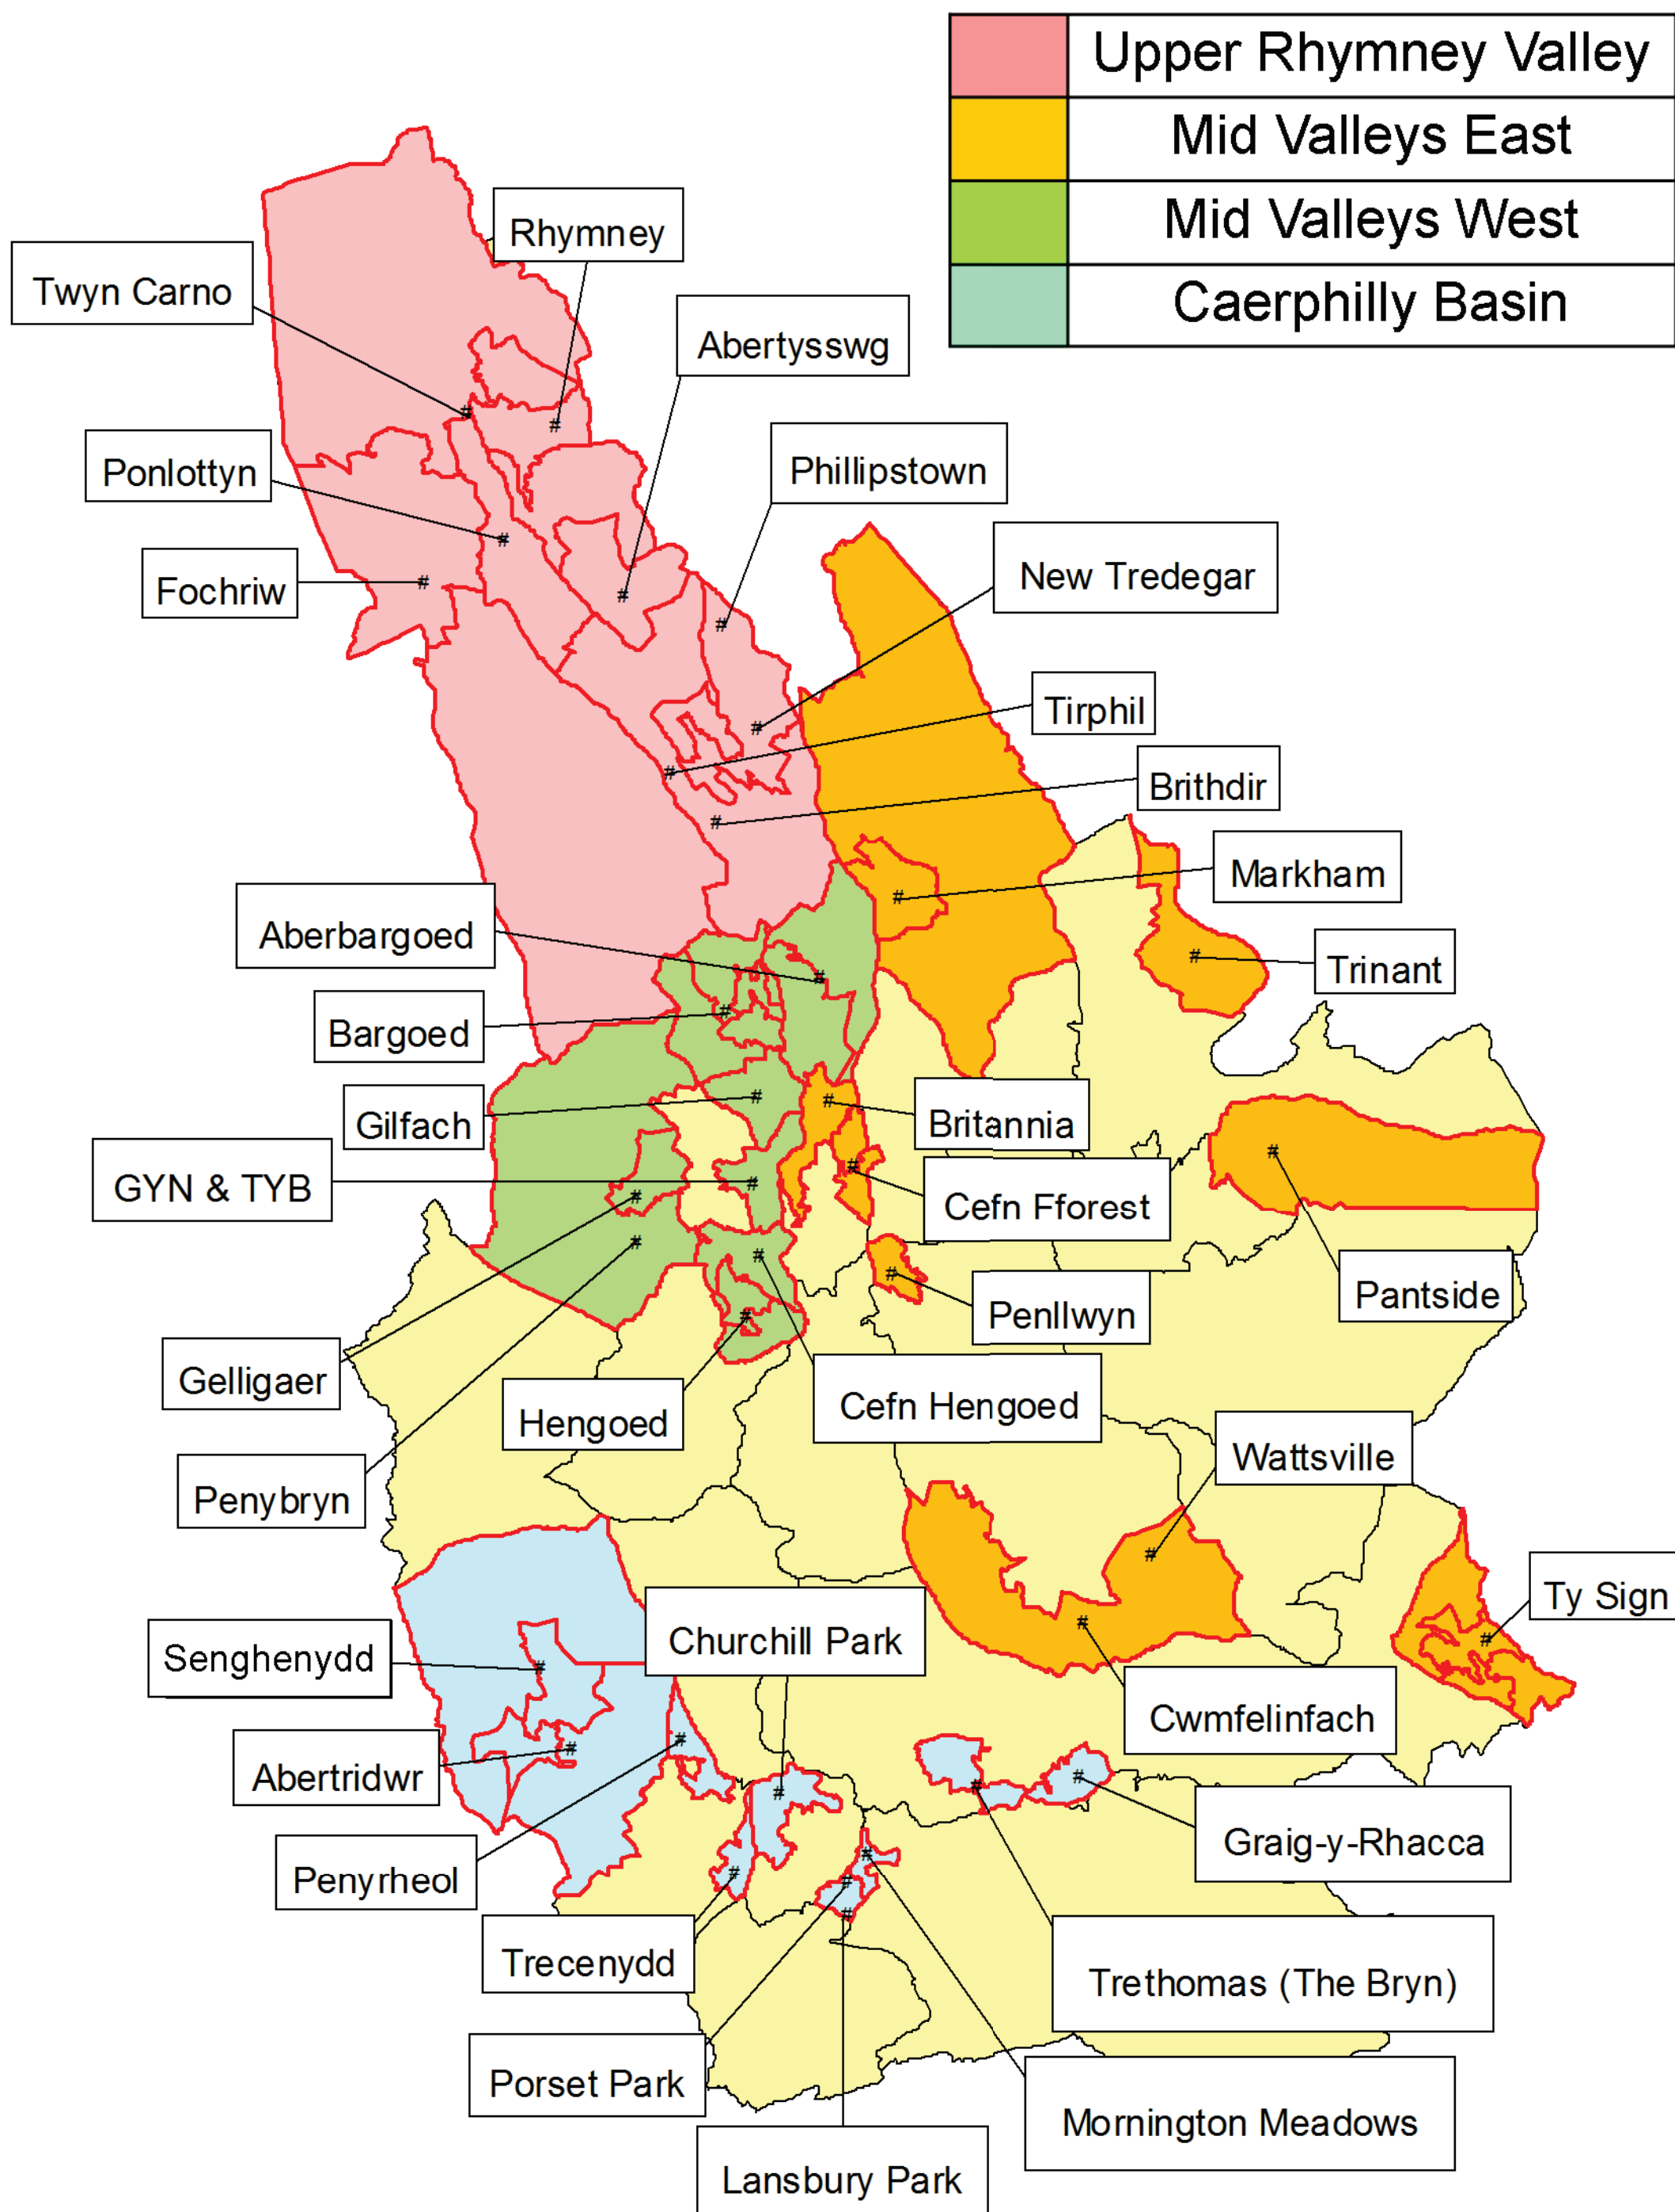 Upper Rhymney Valley
Mid Valleys East
Mid Valleys West
Caerphilly Basin
Rhymney
Twyn Carno
Abertysswg
Phillipstown
Ponlottyn
New Tredegar
Fochriw
Tirphil
Brithdir
Markham
Aberbargoed
Trinant
Bargoed
Gilfach
Britannia
GYN & TYB
Cefn Fforest
Pantside
Penllwyn
Gelligaer
Hengoed
Cefn Hengoed
Wattsville
Penybryn
Ty Sign
Churchill Park
Senghenydd
Cwmfelinfach
Abertridwr
Graig-y-Rhacca
Penyrheol
Trecenydd
Trethomas (The Bryn)
Porset Park
Mornington Meadows
Lansbury Park